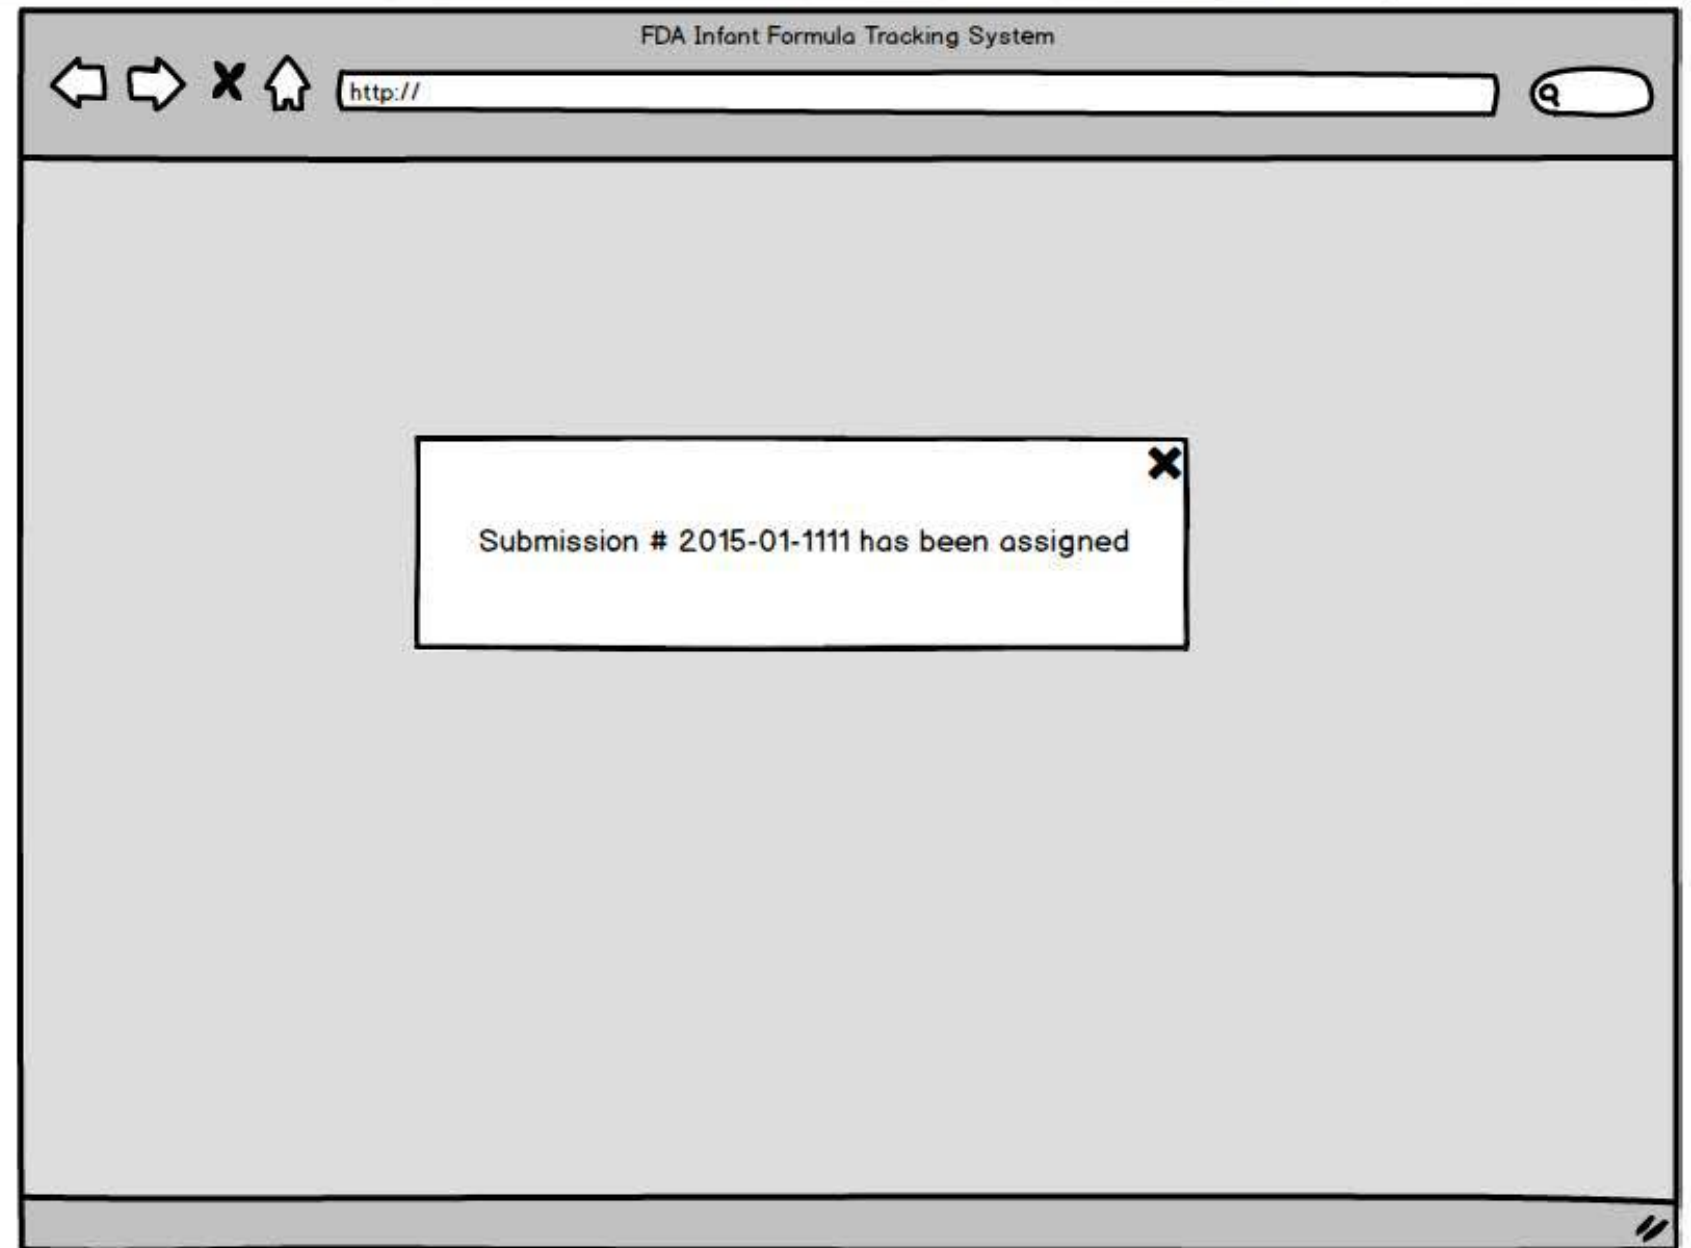 FDA Infant Formula Tracking System
http://
Submission # 2015-01-1111 has been assigned